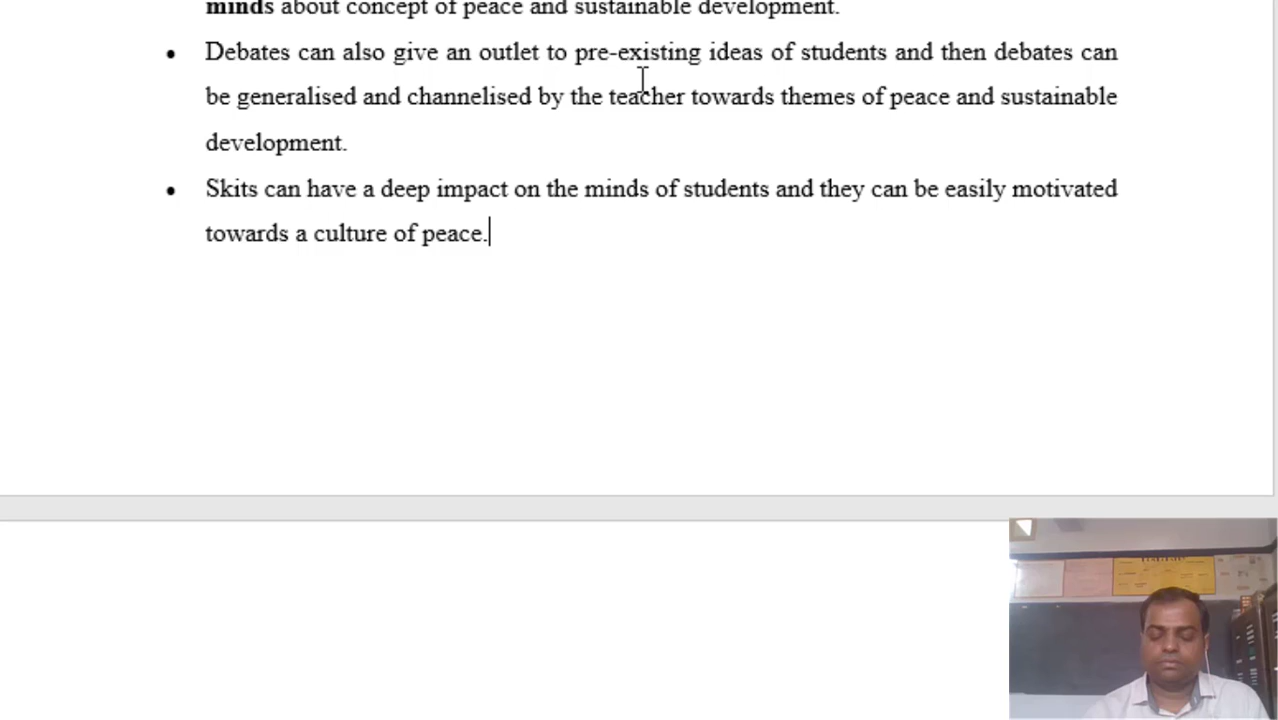 minds about concept of peace and sustainable development.
• Debates can also give an outlet to pre-existing ideas of students and then debates can
be generalised and channelised by the teacher towards themes of peace and sustainable
development.
• Skits can have a deep impact on the minds of students and they can be easily motivated
towards a culture of peace.